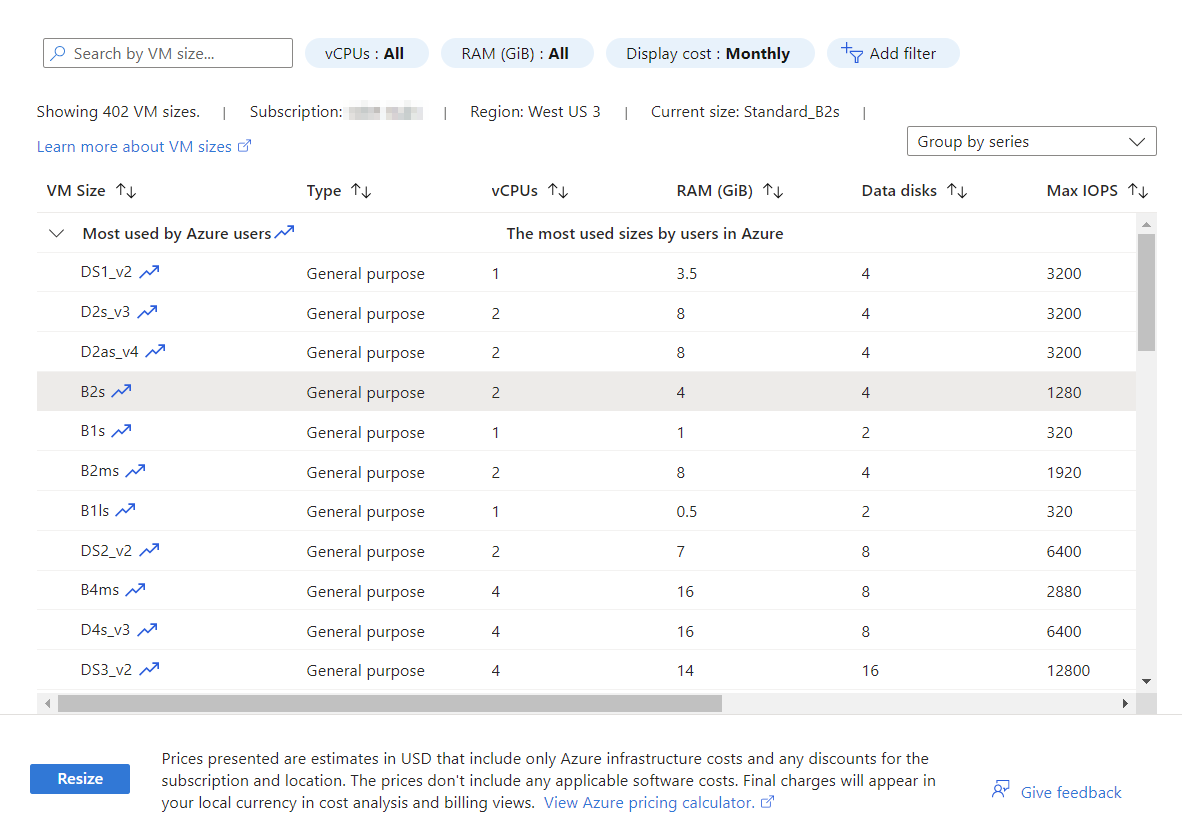 Search by VM size...
vCPUs : All
RAM (GiB) : All
Display cost : Monthly
Add filter
Showing 402 VM sizes. | Subscription: | Region: West US 3 | Current size: Standard_B2s |
Learn more about VM sizes
Group by series
VM Size Type vCPUs RAM (GiB) Data disks Max IOPS
Most used by Azure users The most used sizes by users in Azure
DS1_v2 General purpose 1 3.5 4 3200
D2s_v3 General purpose 2 8 4 3200
D2as_v4 General purpose 2 8 4 3200
B2s General purpose 2 4 4 1280
B1s General purpose 1 1 2 320
B2ms General purpose 2 8 4 1920
B1ls General purpose 1 0.5 2 320
DS2_v2 General purpose 2 7 8 6400
B4ms General purpose 4 16 8 2880
D4s_v3 General purpose 4 16 8 6400
DS3_v2 General purpose 4 14 16 12800
Resize
Prices presented are estimates in USD that include only Azure infrastructure costs and any discounts for the
subscription and location. The prices don't include any applicable software costs. Final charges will appear in
your local currency in cost analysis and billing views. View Azure pricing calculator.
Give feedback